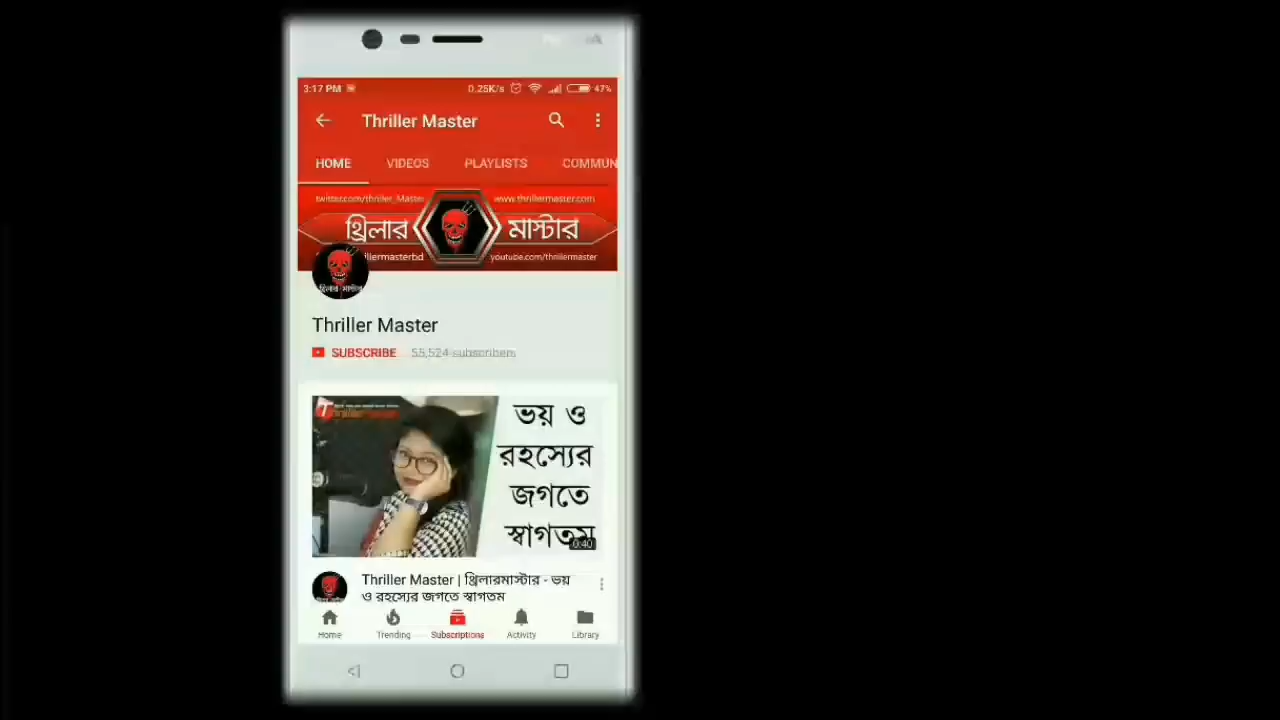 3:17 PM
0.25K/s
47%
Thriller Master
HOME VIDEOS PLAYLISTS COMMUN
twitter.com/thriller_Master
www.thrillermaster.com
থ্রিলার মাস্টার
illermasterbd
youtube.com/thrillermaster
থ্রিলার মাস্টার
Thriller Master
SUBSCRIBE 55,524 subscribers
ভয় ও
রহস্যের
জগতে
স্বাগতম
0:40
Thriller Master | থ্রিলারমাস্টার - ভয়
ও রহস্যের জগতে স্বাগতম
Home Trending Subscriptions Activity Library